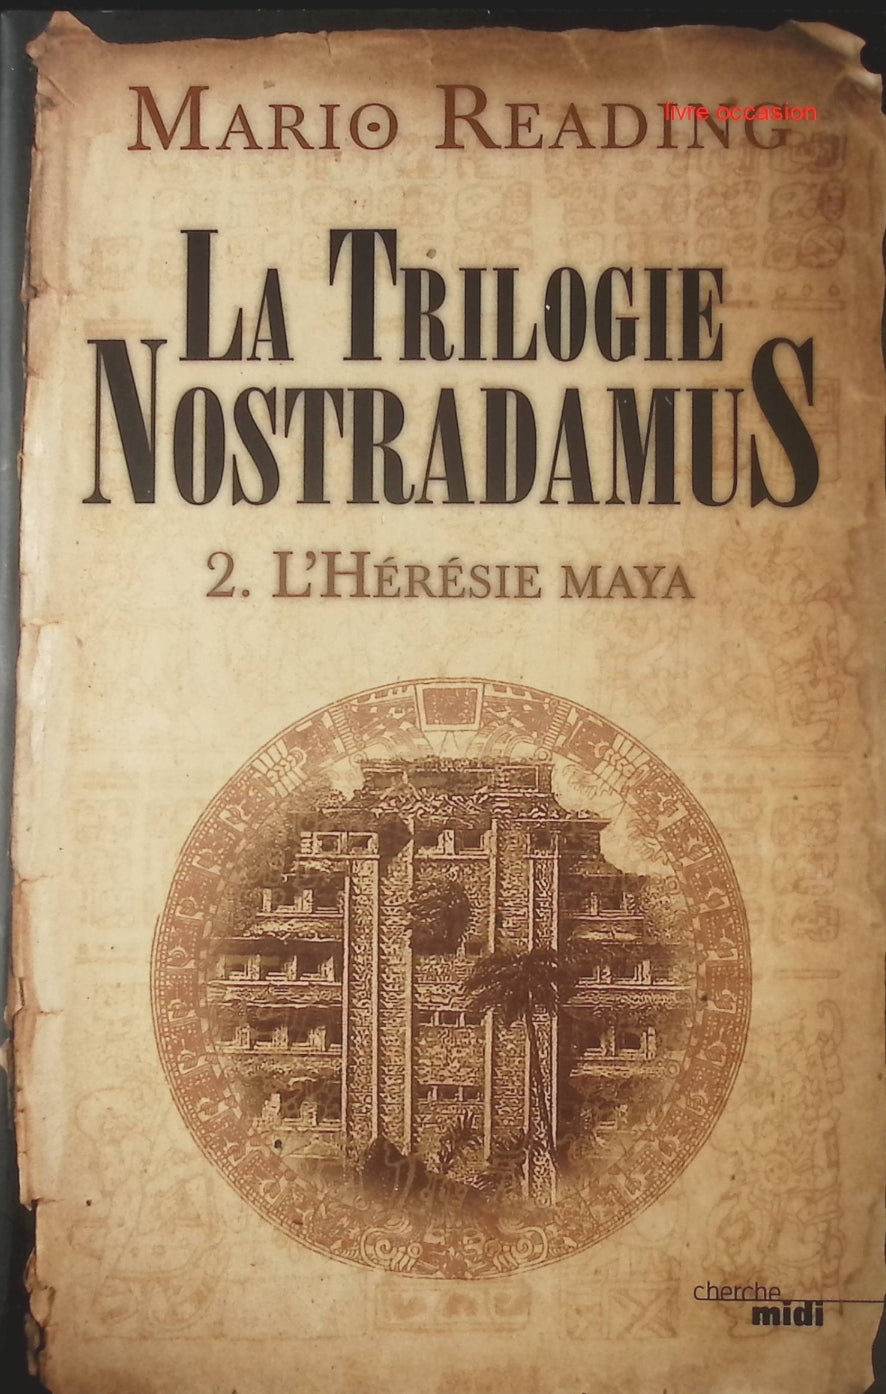 MARIO READING
livre occasion
LA TRILOGIE
NOSTRADAMUS
2. L'HÉRÉSIE MAYA
cherche
midi